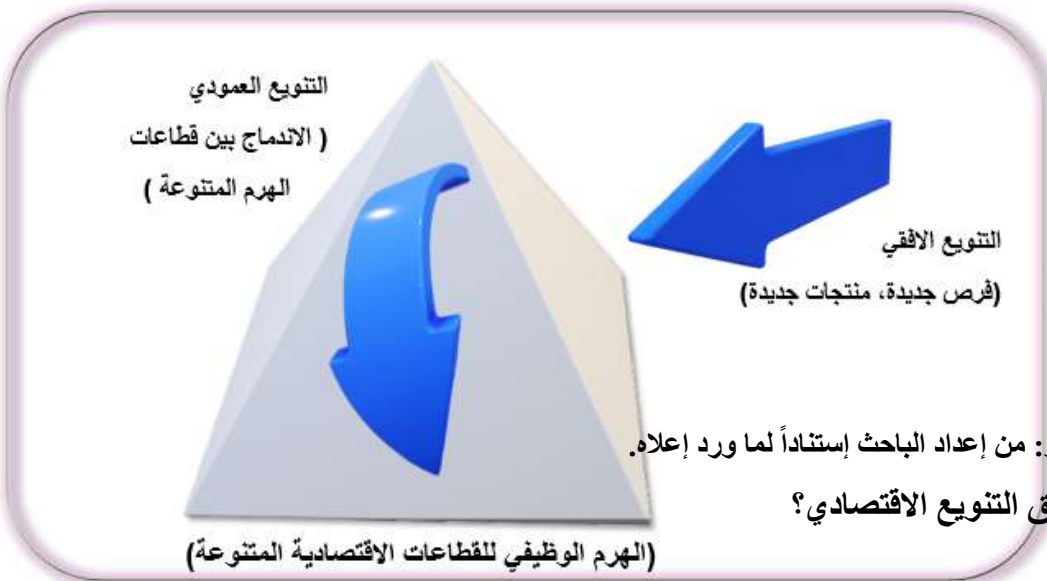 التنويع العمودي
( الاندماج بين قطاعات
الهرم المتنوعة )
التنويع الافقي
(فرص جديدة، منتجات جديدة)
: من إعداد الباحث إستناداً لما ورد إعلاه.
التنويع الاقتصادي؟
(الهرم الوظيفي للقطاعات الاقتصادية المتنوعة)